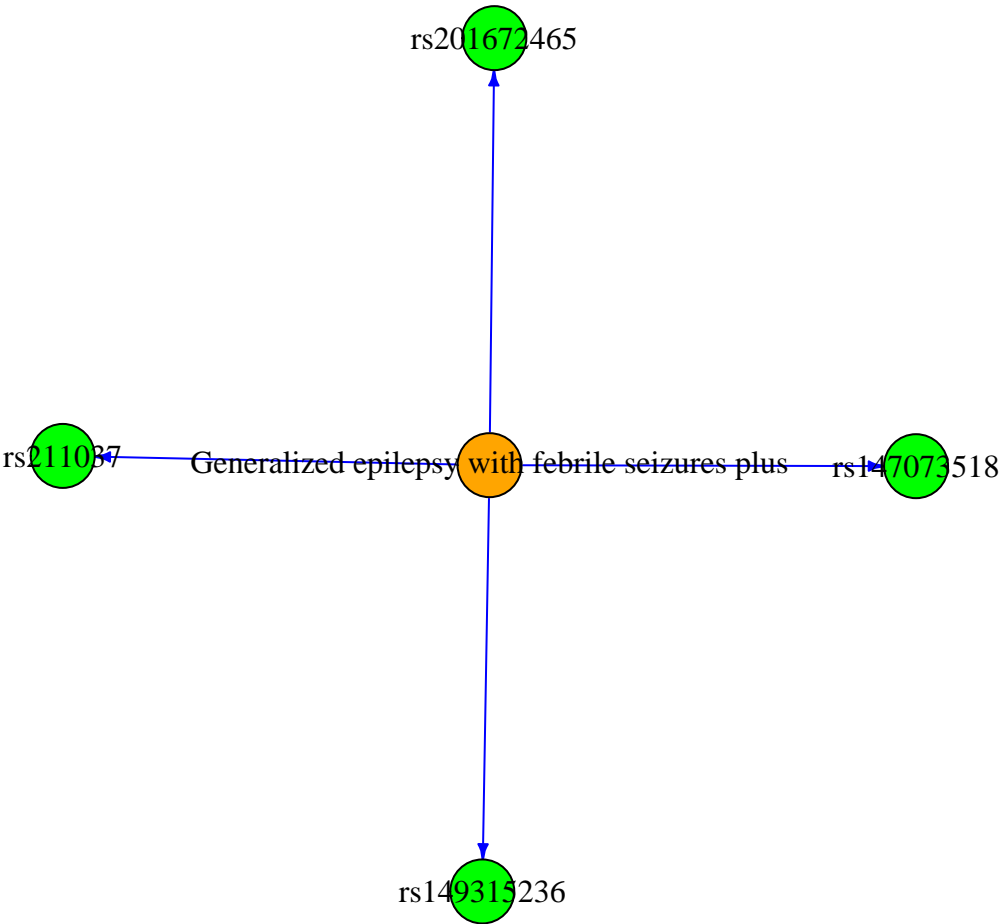 rs201672465
rs211037
Generalized epilepsy with febrile seizures plus
rs147073518
rs149315236